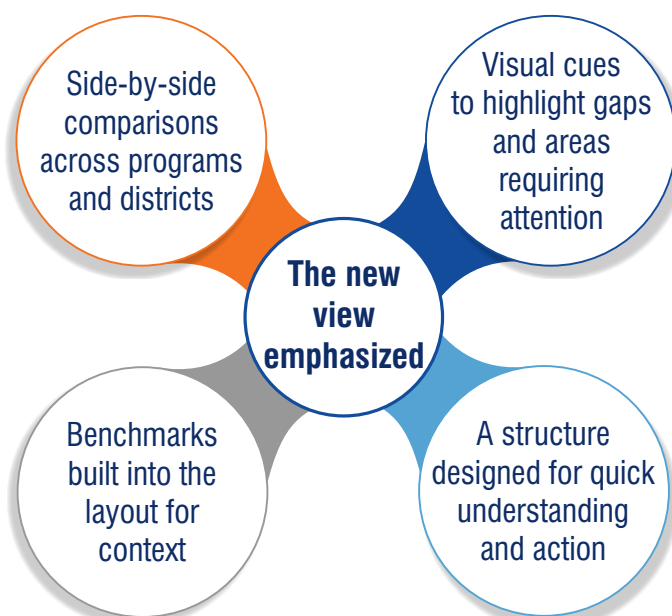 Side-by-side
comparisons
across programs
and districts
Visual cues
to highlight gaps
and areas
requiring
attention
The new
view
emphasized
Benchmarks
built into the
layout for
context
A structure
designed for quick
understanding
and action